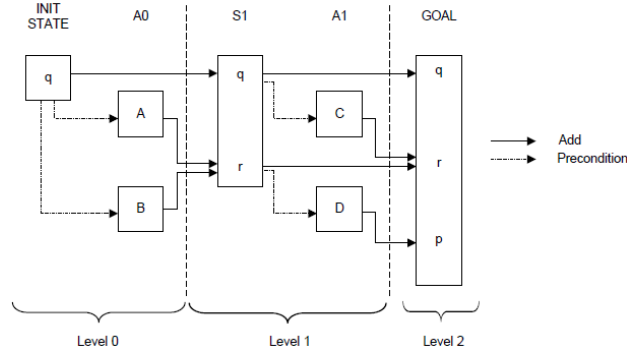 INIT
STATE
A0
S1
A1
GOAL
q
q
q
A
C
Add
r
r
Precondition
B
D
p
Level 0
Level 1
Level 2